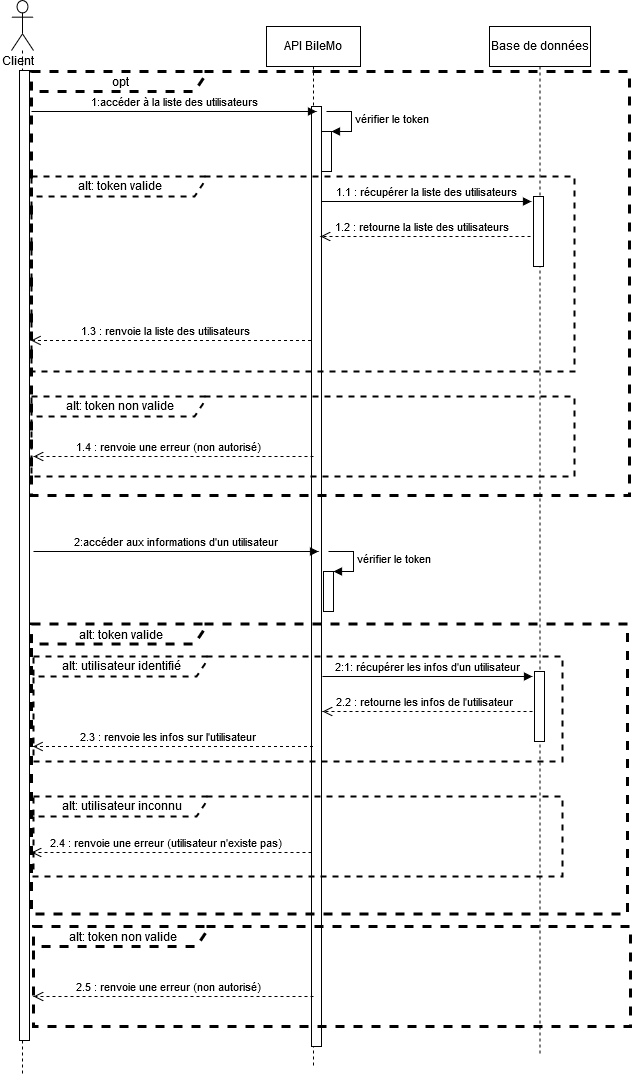 Client
API BileMo
Base de données
opt
1:accéder à la liste des utilisateurs
vérifier le token
alt: token valide
1.1 : récupérer la liste des utilisateurs
1.2 : retourne la liste des utilisateurs
1.3 : renvoie la liste des utilisateurs
alt: token non valide
1.4 : renvoie une erreur (non autorisé)
2:accéder aux informations d'un utilisateur
vérifier le token
alt: token valide
alt: utilisateur identifié
2:1: récupérer les infos d'un utilisateur
2.2 : retourne les infos de l'utilisateur
2.3 : renvoie les infos sur l'utilisateur
alt: utilisateur inconnu
2.4 : renvoie une erreur (utilisateur n'existe pas)
alt: token non valide
2.5 : renvoie une erreur (non autorisé)